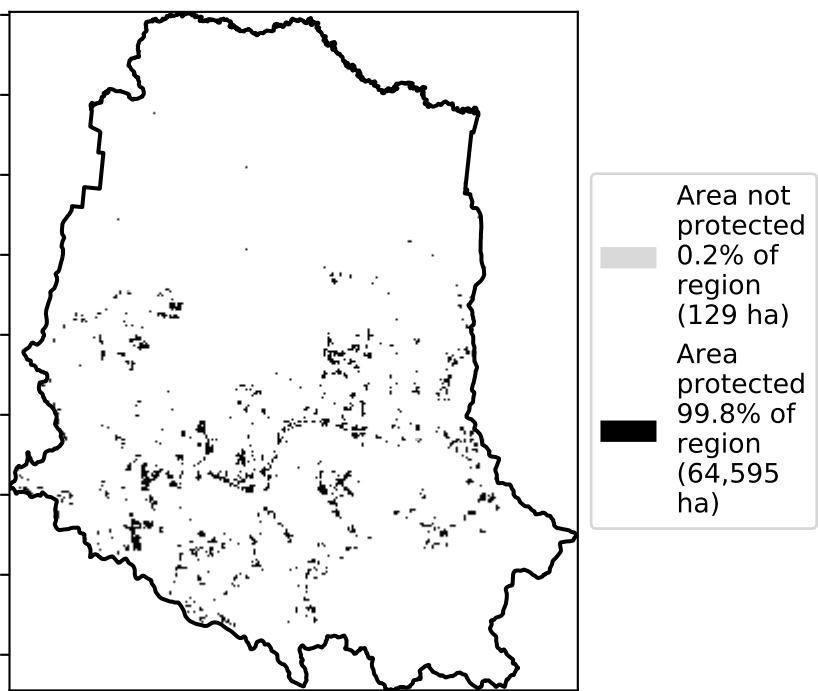 Area not
protected
0.2% of
region
(129 ha)
Area
protected
99.8% of
region
(64,595
ha)